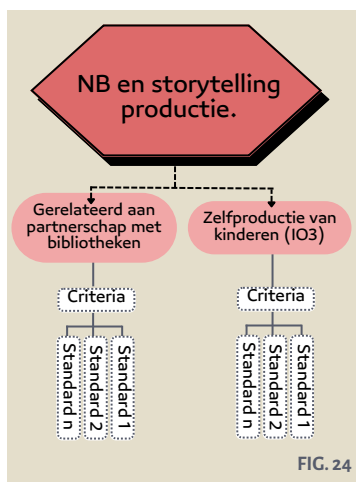 NB en storytelling
productie.
Gerelateerd aan
partnerschap met
bibliotheken
Zelfproductie van
kinderen (IO3)
Criteria
Criteria
Standard n
Standard 2
Standard 1
Standard n
Standard 2
Standard 1
FIG. 24